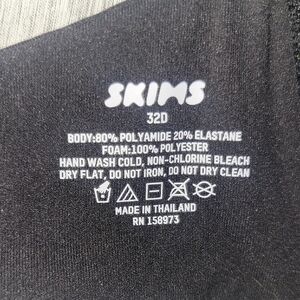 SKIMS
32D
BODY:80% POLYAMIDE 20% ELASTANE
FOAM:100% POLYESTER
HAND WASH COLD, NON-CHLORINE BLEACH
DRY FLAT, DO NOT IRON, DO NOT DRY CLEAN
MADE IN THAILAND
RN 158973